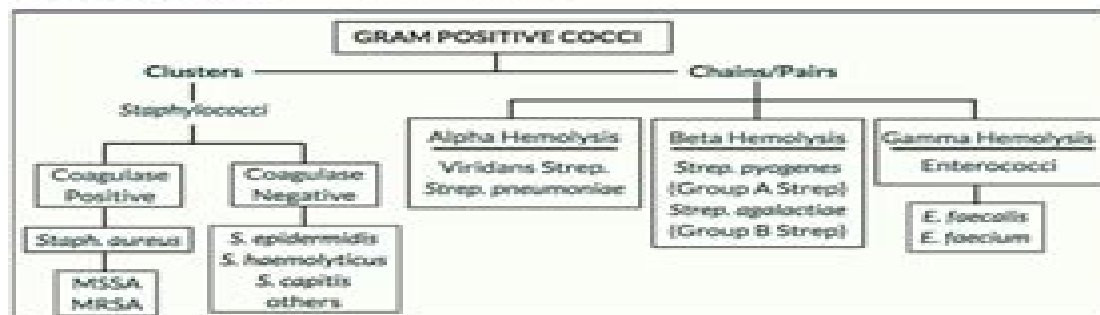 GRAM POSITIVE COCCI
Clusters
Chains/Pairs
Staphylococci
Coagulase
Positive
Staph. aureus
MSSA
MRSA
Coagulase
Negative
S. epidermidis
S. haemolyticus
S. capitis
others
Alpha Hemolysis
Viridans Strep.
Strep. pneumoniae
Beta Hemolysis
Strep. pyogenes
(Group A Strep)
Strep. agalactiae
(Group B Strep)
Gamma Hemolysis
Enterococci
E. faecalis
E. faecium